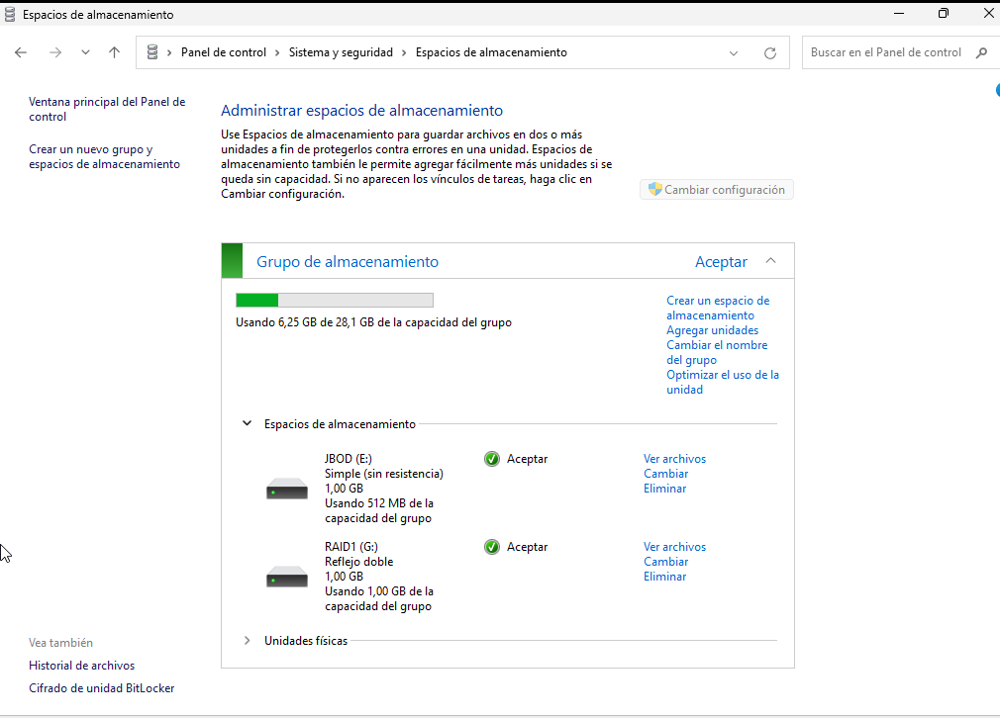 Espacios de almacenamiento
Panel de control > Sistema y seguridad > Espacios de almacenamiento
Buscar en el Panel de control
Ventana principal del Panel de
control
Crear un nuevo grupo y
espacios de almacenamiento
Administrar espacios de almacenamiento
Use Espacios de almacenamiento para guardar archivos en dos o más
unidades a fin de protegerlos contra errores en una unidad. Espacios de
almacenamiento también le permite agregar fácilmente más unidades si se
queda sin capacidad. Si no aparecen los vínculos de tareas, haga clic en
Cambiar configuración.
Cambiar configuración
Grupo de almacenamiento
Aceptar
Usando 6,25 GB de 28,1 GB de la capacidad del grupo
Crear un espacio de
almacenamiento
Agregar unidades
Cambiar el nombre
del grupo
Optimizar el uso de la
unidad
Espacios de almacenamiento
JBOD (E:)
Simple (sin resistencia)
1,00 GB
Usando 512 MB de la
capacidad del grupo
Aceptar
Ver archivos
Cambiar
Eliminar
RAID1 (G:)
Reflejo doble
1,00 GB
Usando 1,00 GB de la
capacidad del grupo
Aceptar
Ver archivos
Cambiar
Eliminar
Unidades físicas
Vea también
Historial de archivos
Cifrado de unidad BitLocker